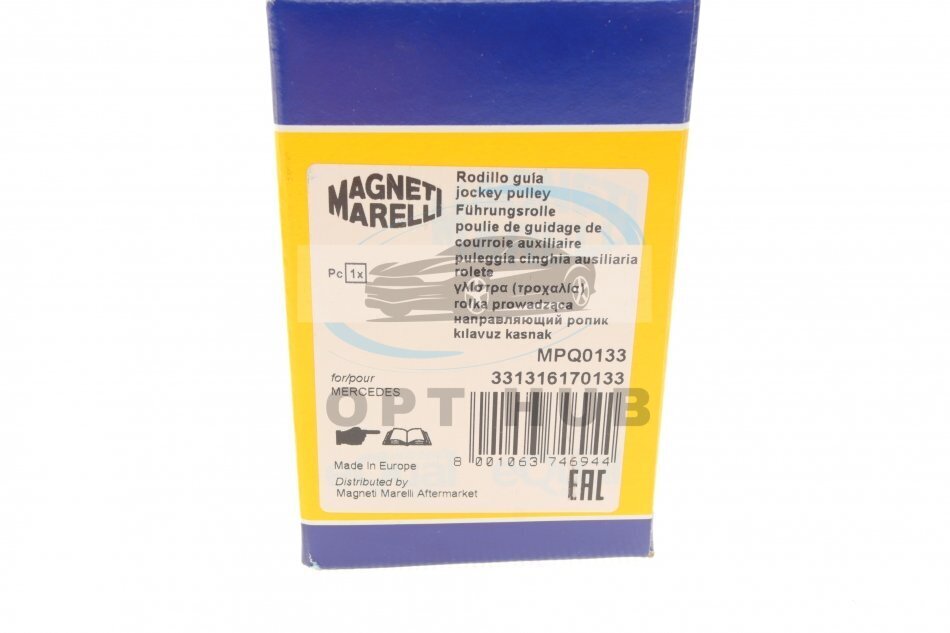 MAGNETI
MARELLI
Rodillo guía
jockey pulley
Führungsrolle
poulie de guidage de
courroie auxiliaire
puleggia cinghia ausiliaria
rolete
γλίστρα (τροχαλία)
rolka prowadząca
направляющий ропик
kılavuz kasnak
Pc 1x
MPQ0133
331316170133
for/pour
MERCEDES
OPT HUB
8 001063 746944
Made In Europe
Distributed by
Magneti Marelli Aftermarket
EAC